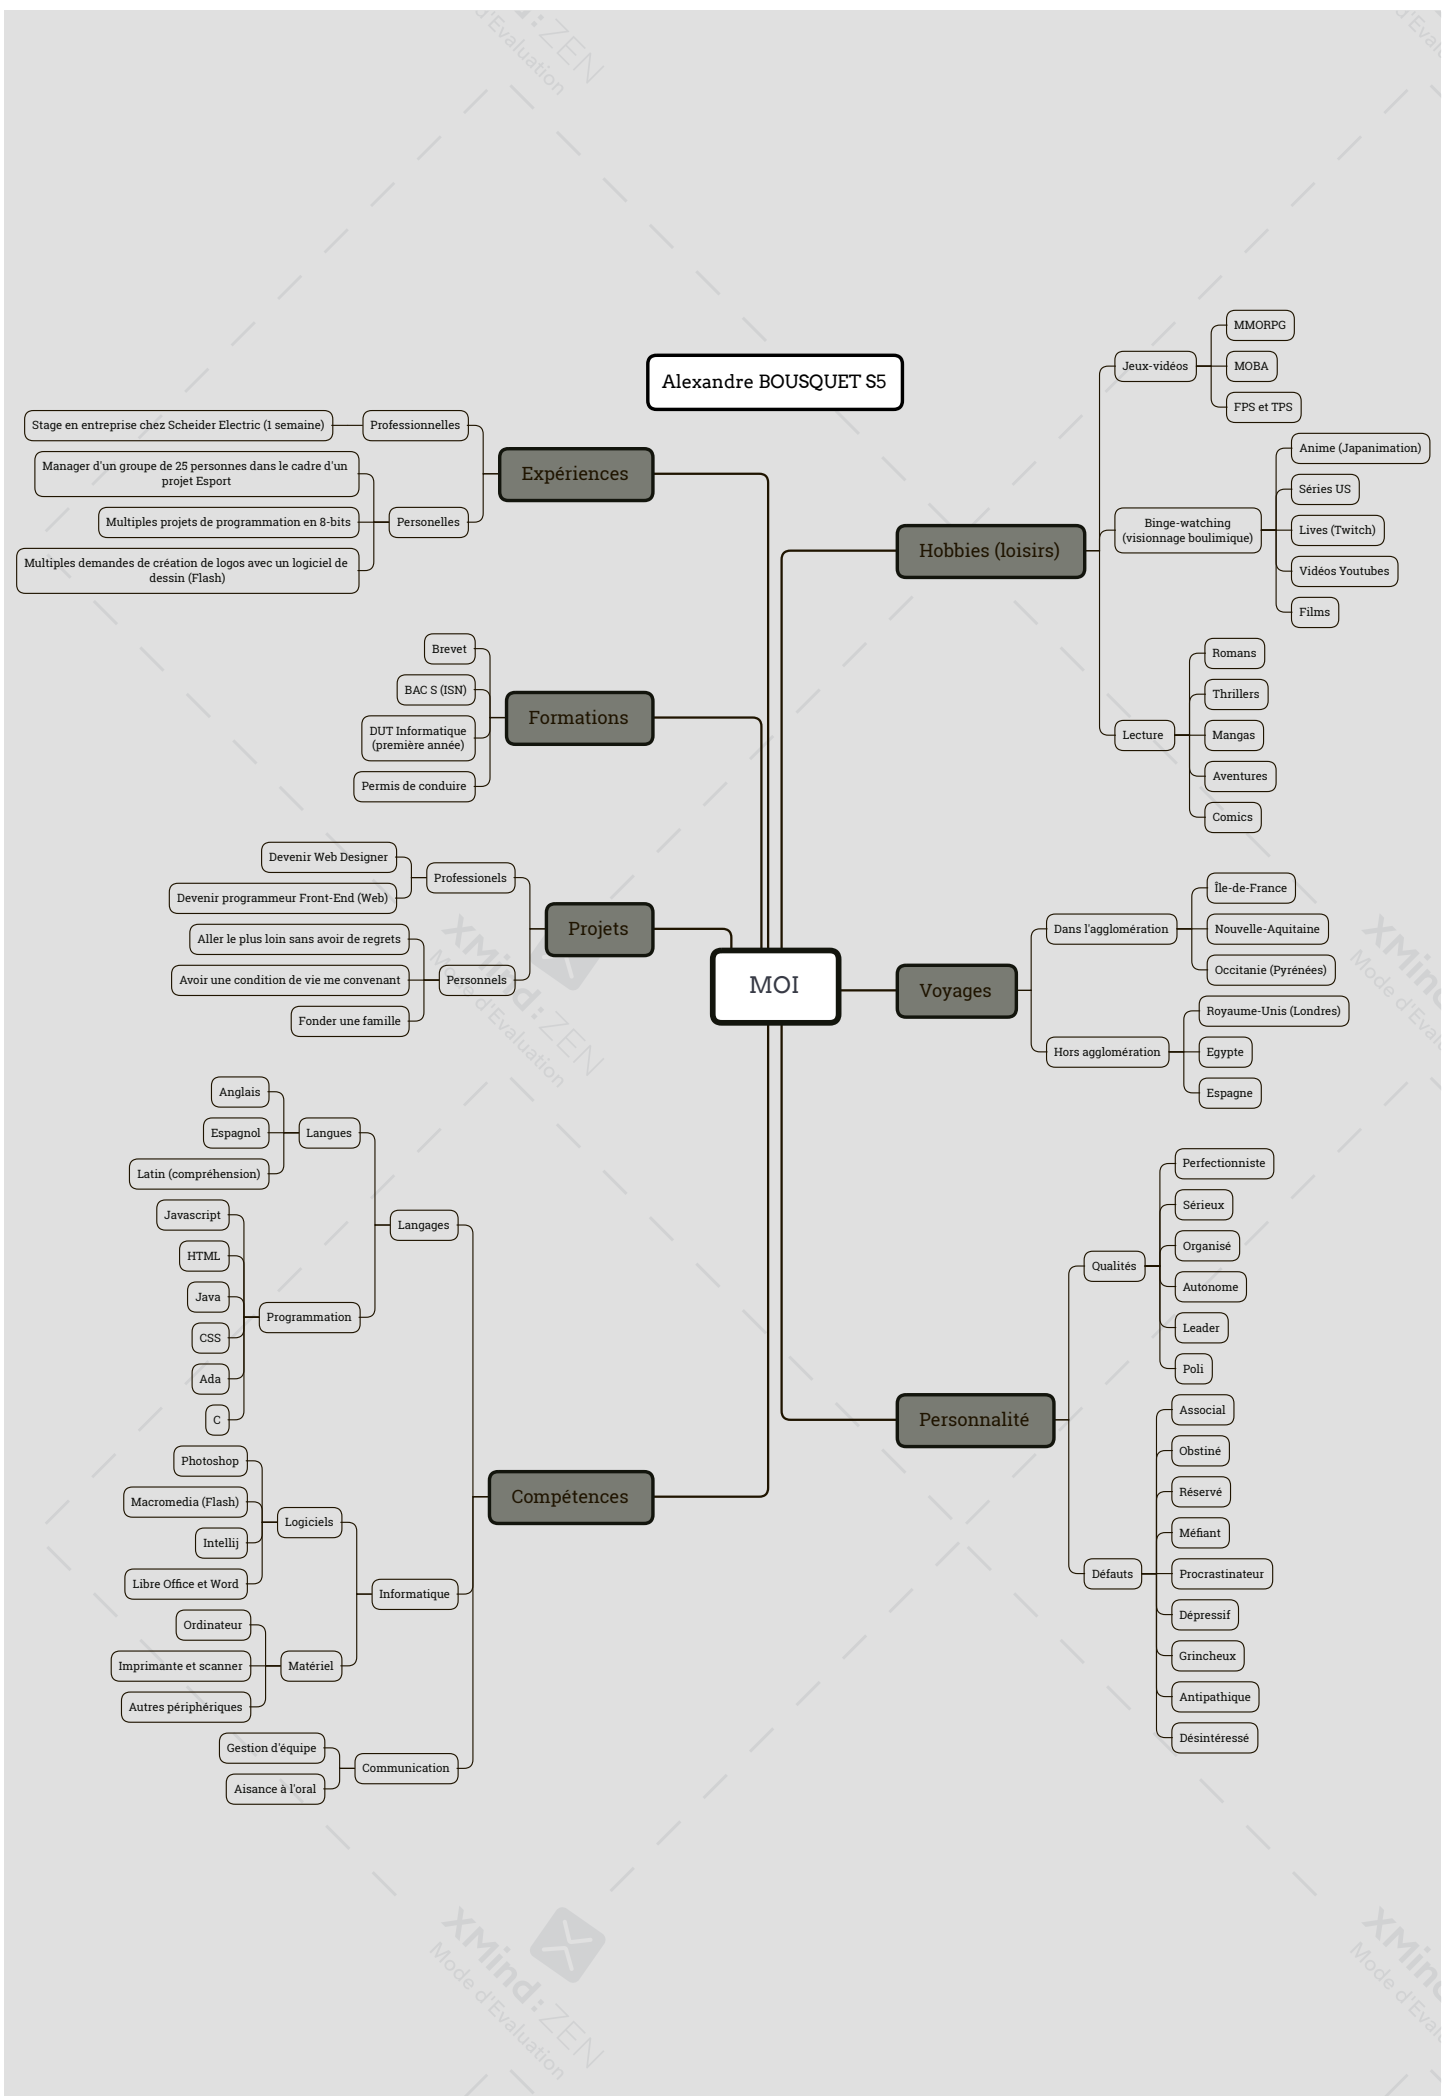 Alexandre BOUSQUET S5
MOI
Expériences
Professionnelles
Stage en entreprise chez Scheider Electric (1 semaine)
Personelles
Manager d'un groupe de 25 personnes dans le cadre d'un
projet Esport
Multiples projets de programmation en 8-bits
Multiples demandes de création de logos avec un logiciel de
dessin (Flash)
Formations
Brevet
BAC S (ISN)
DUT Informatique
(première année)
Permis de conduire
Projets
Professionels
Devenir Web Designer
Devenir programmeur Front-End (Web)
Personnels
Aller le plus loin sans avoir de regrets
Avoir une condition de vie me convenant
Fonder une famille
Compétences
Langages
Langues
Anglais
Espagnol
Latin (compréhension)
Programmation
Javascript
HTML
Java
CSS
Ada
C
Informatique
Logiciels
Photoshop
Macromedia (Flash)
Intellij
Libre Office et Word
Matériel
Ordinateur
Imprimante et scanner
Autres périphériques
Communication
Gestion d'équipe
Aisance à l'oral
Hobbies (loisirs)
Jeux-vidéos
MMORPG
MOBA
FPS et TPS
Binge-watching
(visionnage boulimique)
Anime (Japanimation)
Séries US
Lives (Twitch)
Vidéos Youtubes
Films
Lecture
Romans
Thrillers
Mangas
Aventures
Comics
Voyages
Dans l'agglomération
Île-de-France
Nouvelle-Aquitaine
Occitanie (Pyrénées)
Hors agglomération
Royaume-Unis (Londres)
Egypte
Espagne
Personnalité
Qualités
Perfectionniste
Sérieux
Organisé
Autonome
Leader
Poli
Défauts
Associal
Obstiné
Réservé
Méfiant
Procrastinateur
Dépressif
Grincheux
Antipathique
Désintéressé
XMind:ZEN
Mode d'Evaluation
XMind:ZEN
Mode d'Evaluation